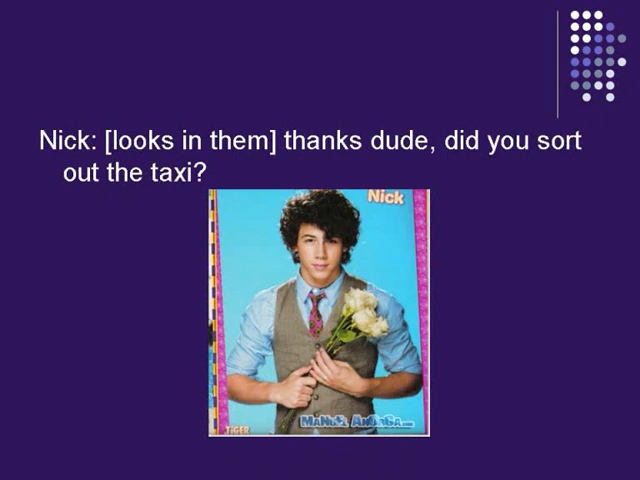 Nick: [looks in them] thanks dude, did you sort
out the taxi?
Nick
TiGER